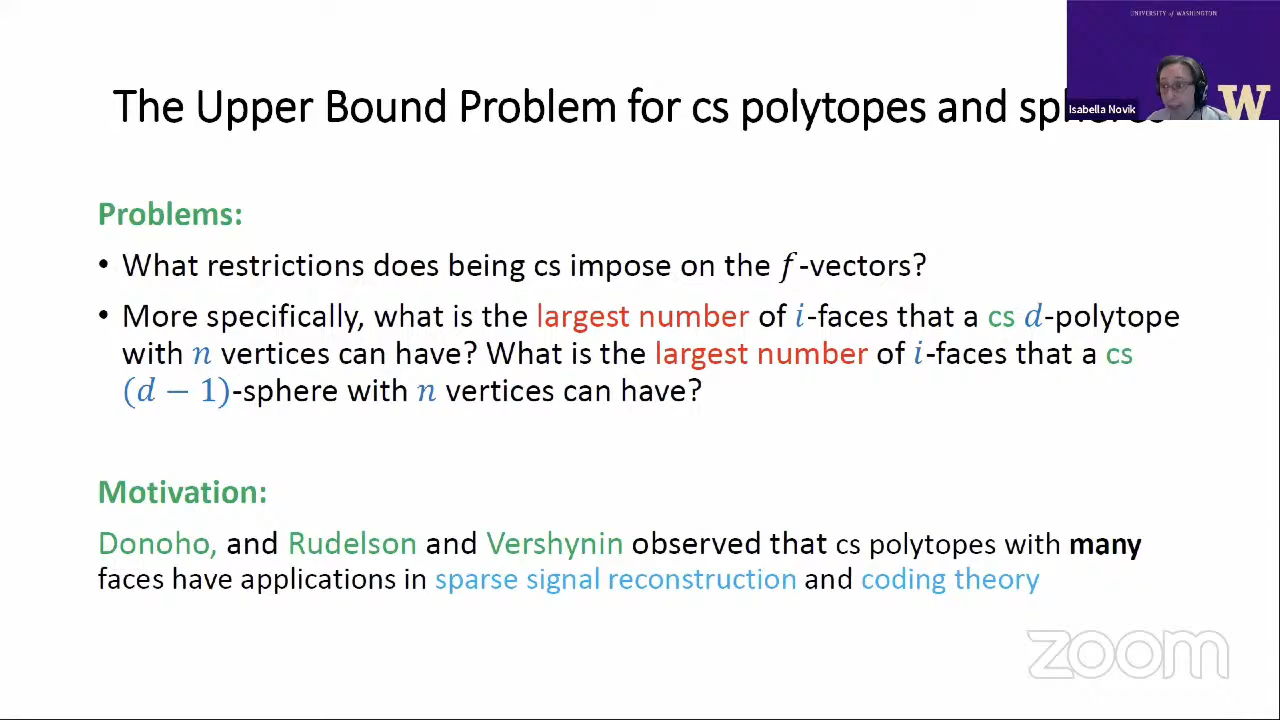 UNIVERSITY of WASHINGTON
W
Isabella Novik
The Upper Bound Problem for cs polytopes and
Problems:
• What restrictions does being cs impose on the f-vectors?
• More specifically, what is the largest number of i-faces that a cs d-polytope
with n vertices can have? What is the largest number of i-faces that a cs
(d − 1)-sphere with n vertices can have?
Motivation:
Donoho, and Rudelson and Vershynin observed that cs polytopes with many
faces have applications in sparse signal reconstruction and coding theory
zoom